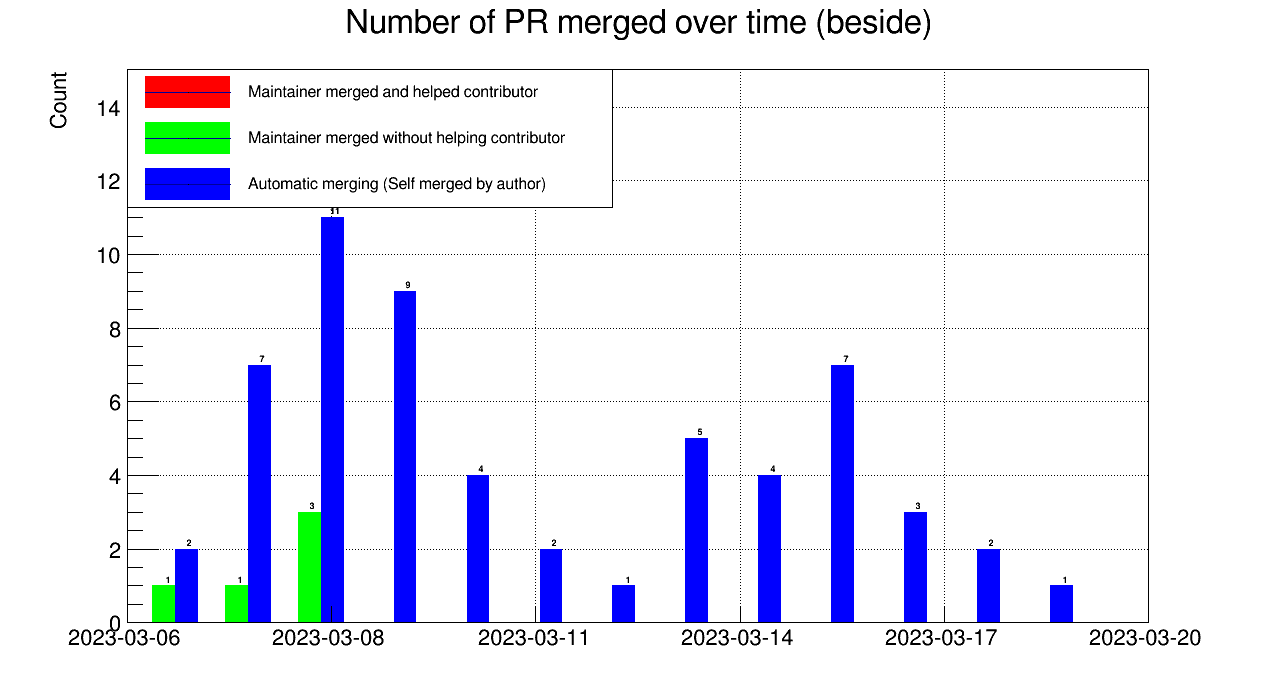 Number of PR merged over time (beside)
Count
Maintainer merged and helped contributor
Maintainer merged without helping contributor
Automatic merging (Self merged by author)
14
12
10
8
6
4
2
0
1 2 1 7 3 11 9 4 2 1 5 4 7 3 2 1
2023-03-06 2023-03-08 2023-03-11 2023-03-14 2023-03-17 2023-03-20